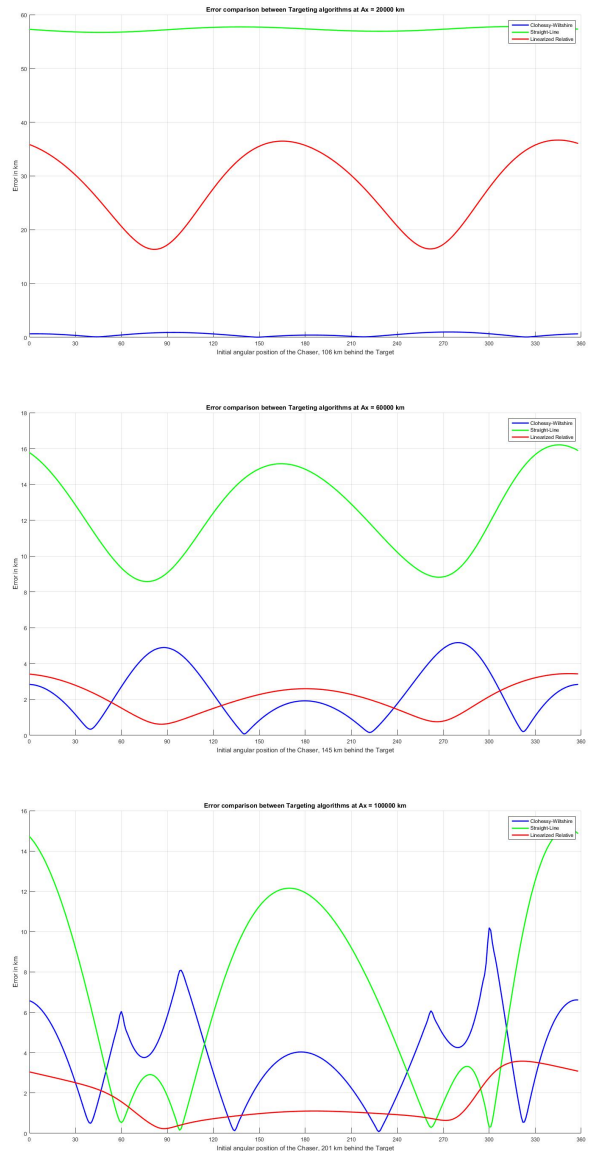 Error comparison between Targeting algorithms at Ax = 20000 km
Clohessy-Wiltshire
Straight-Line
Linearized Relative
Error in km
60
50
40
30
20
10
0
0 30 60 90 120 150 180 210 240 270 300 330 360
Initial angular position of the Chaser, 106 km behind the Target
Error comparison between Targeting algorithms at Ax = 60000 km
Clohessy-Wiltshire
Straight-Line
Linearized Relative
Error in km
18
16
14
12
10
8
6
4
2
0
0 30 60 90 120 150 180 210 240 270 300 330 360
Initial angular position of the Chaser, 145 km behind the Target
Error comparison between Targeting algorithms at Ax = 100000 km
Clohessy-Wiltshire
Straight-Line
Linearized Relative
Error in km
16
14
12
10
8
6
4
2
0
0 30 60 90 120 150 180 210 240 270 300 330 360
Initial angular position of the Chaser, 201 km behind the Target